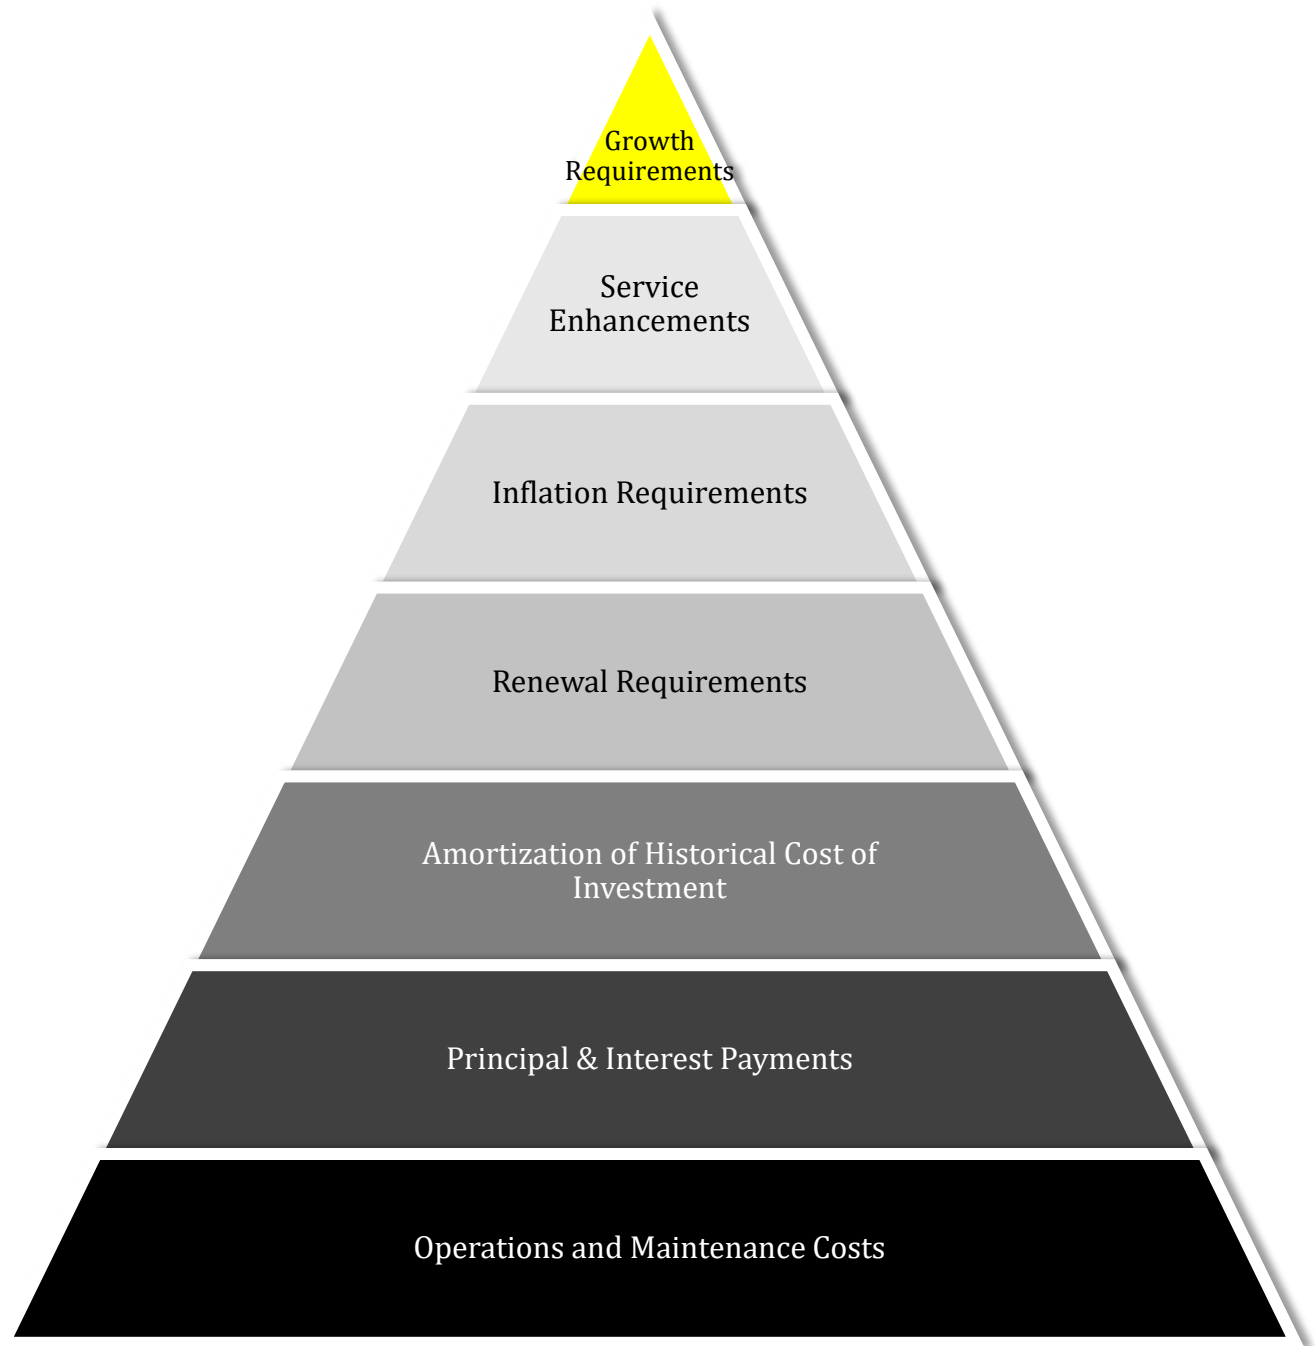 Growth
Requirements
Service
Enhancements
Inflation Requirements
Renewal Requirements
Amortization of Historical Cost of
Investment
Principal & Interest Payments
Operations and Maintenance Costs